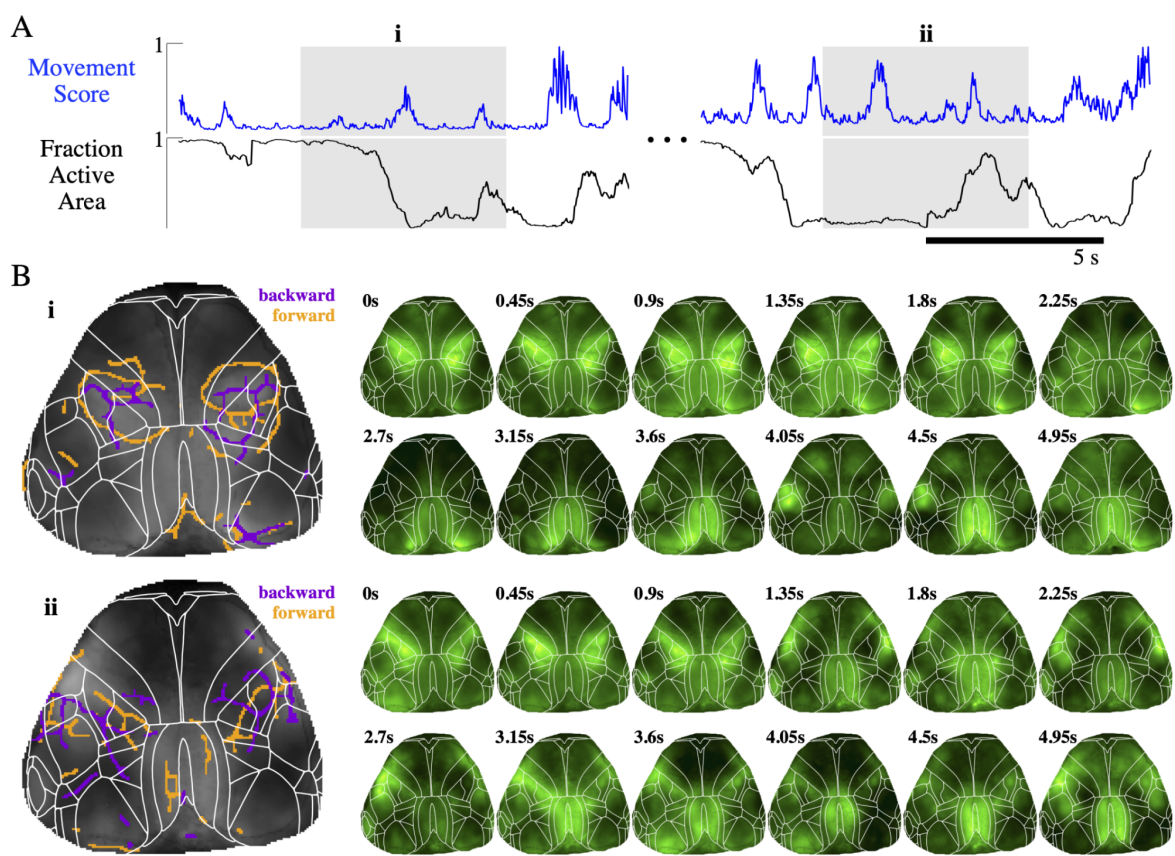 A
i
ii
1
Movement
Score
1
Fraction
Active
Area
• • •
5 s
B
i
backward
forward
0s 0.45s 0.9s 1.35s 1.8s 2.25s
2.7s 3.15s 3.6s 4.05s 4.5s 4.95s
ii
backward
forward
0s 0.45s 0.9s 1.35s 1.8s 2.25s
2.7s 3.15s 3.6s 4.05s 4.5s 4.95s